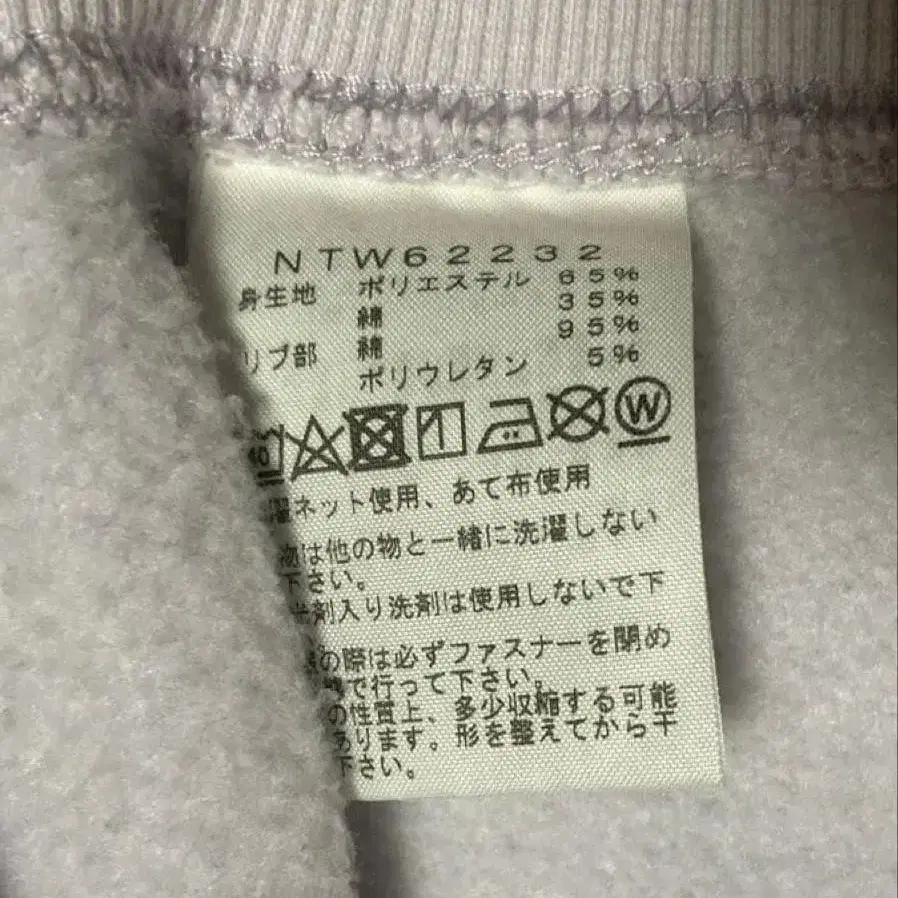 NTW62232
身生地 ポリエステル 65%
綿 35%
リブ部 綿 95%
ポリウレタン 5%
40 W
濯ネット使用、あて布使用
物は他の物と一緒に洗濯しない
下さい。
光剤入り洗剤は使用しないで下
の際は必ずファスナーを閉め
で行って下さい。
の性質上、多少収縮する可能
あります。形を整えてから干
下さい。